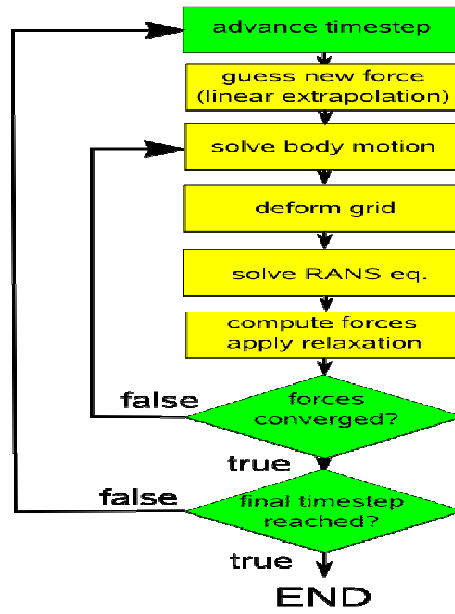 advance timestep
guess new force
(linear extrapolation)
solve body motion
deform grid
solve RANS eq.
compute forces
apply relaxation
forces
converged?
false
true
final timestep
reached?
false
true
END